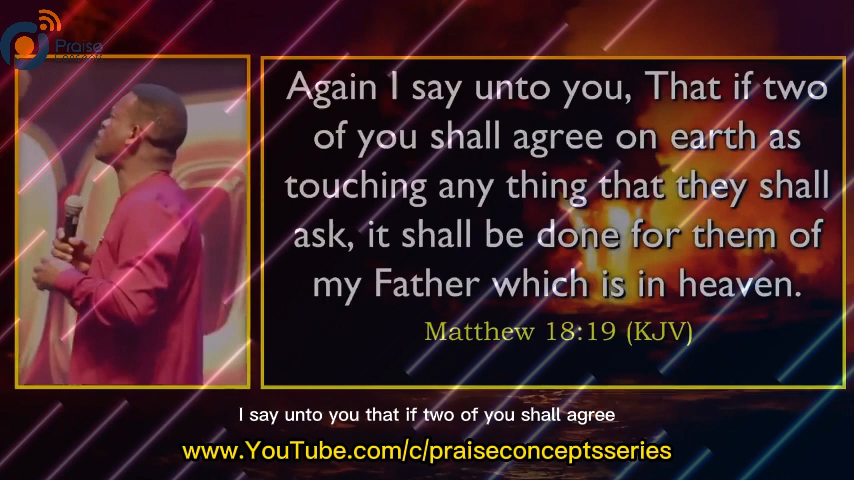 Praise
Concepts
Again I say unto you, That if two
of you shall agree on earth as
touching any thing that they shall
ask, it shall be done for them of
my Father which is in heaven.
Matthew 18:19 (KJV)
I say unto you that if two of you shall agree
www.YouTube.com/c/praiseconceptsseries